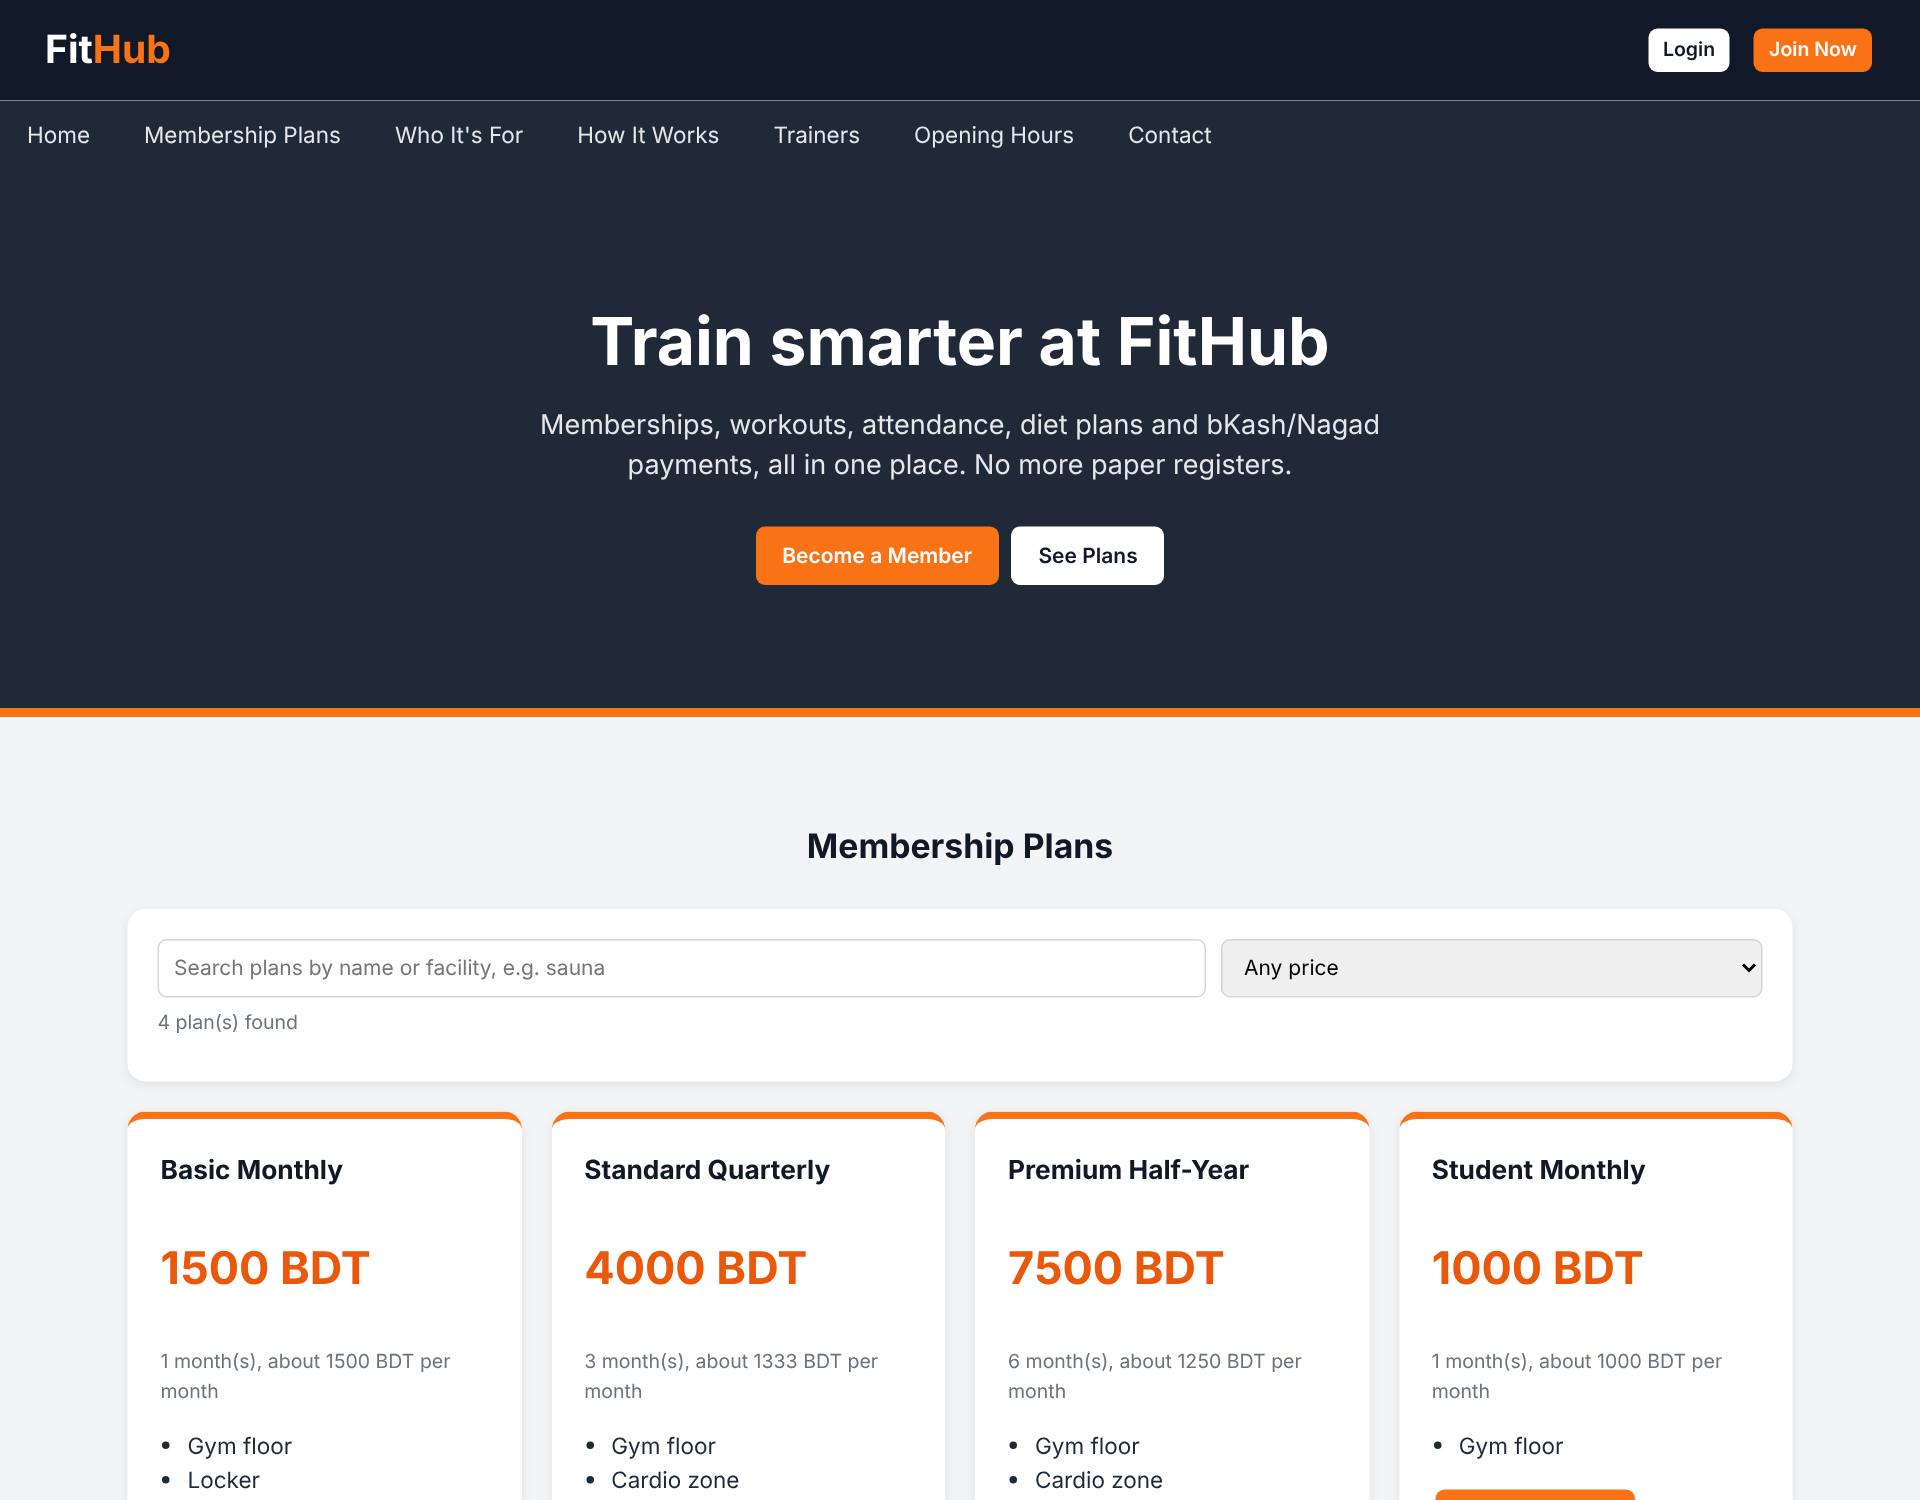 FitHub
Login
Join Now
Home
Membership Plans
Who It's For
How It Works
Trainers
Opening Hours
Contact
Train smarter at FitHub
Memberships, workouts, attendance, diet plans and bKash/Nagad
payments, all in one place. No more paper registers.
Become a Member
See Plans
Membership Plans
Search plans by name or facility, e.g. sauna
Any price
4 plan(s) found
Basic Monthly
1500 BDT
1 month(s), about 1500 BDT per
month
• Gym floor
• Locker
Standard Quarterly
4000 BDT
3 month(s), about 1333 BDT per
month
• Gym floor
• Cardio zone
Premium Half-Year
7500 BDT
6 month(s), about 1250 BDT per
month
• Gym floor
• Cardio zone
Student Monthly
1000 BDT
1 month(s), about 1000 BDT per
month
• Gym floor